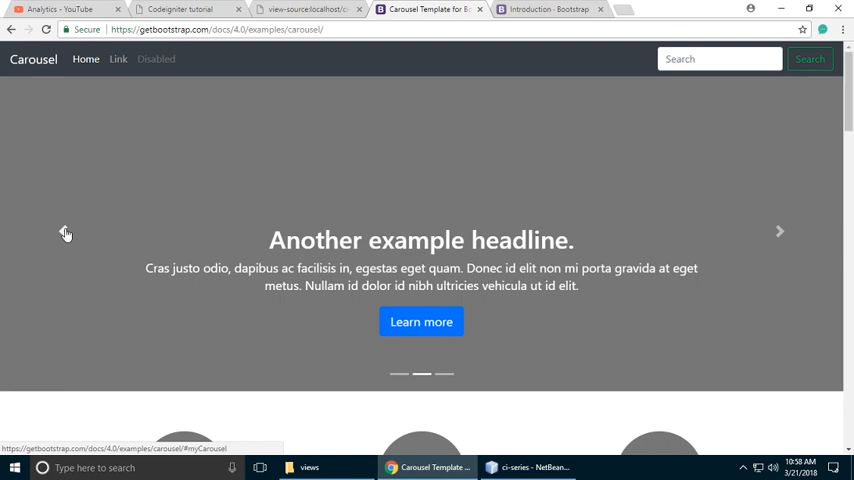 Analytics - YouTube
Codeigniter tutorial
view-source:localhost/c
Carousel Template for Bo
Introduction · Bootstrap
Secure
https://getbootstrap.com/docs/4.0/examples/carousel/
Carousel Home Link Disabled
Search Search
Another example headline.
Cras justo odio, dapibus ac facilisis in, egestas eget quam. Donec id elit non mi porta gravida at eget
metus. Nullam id dolor id nibh ultricies vehicula ut id elit.
Learn more
https://getbootstrap.com/docs/4.0/examples/carousel/#myCarousel
Type here to search
views
Carousel Template ...
ci-series - NetBean...
10:58 AM
3/21/2018